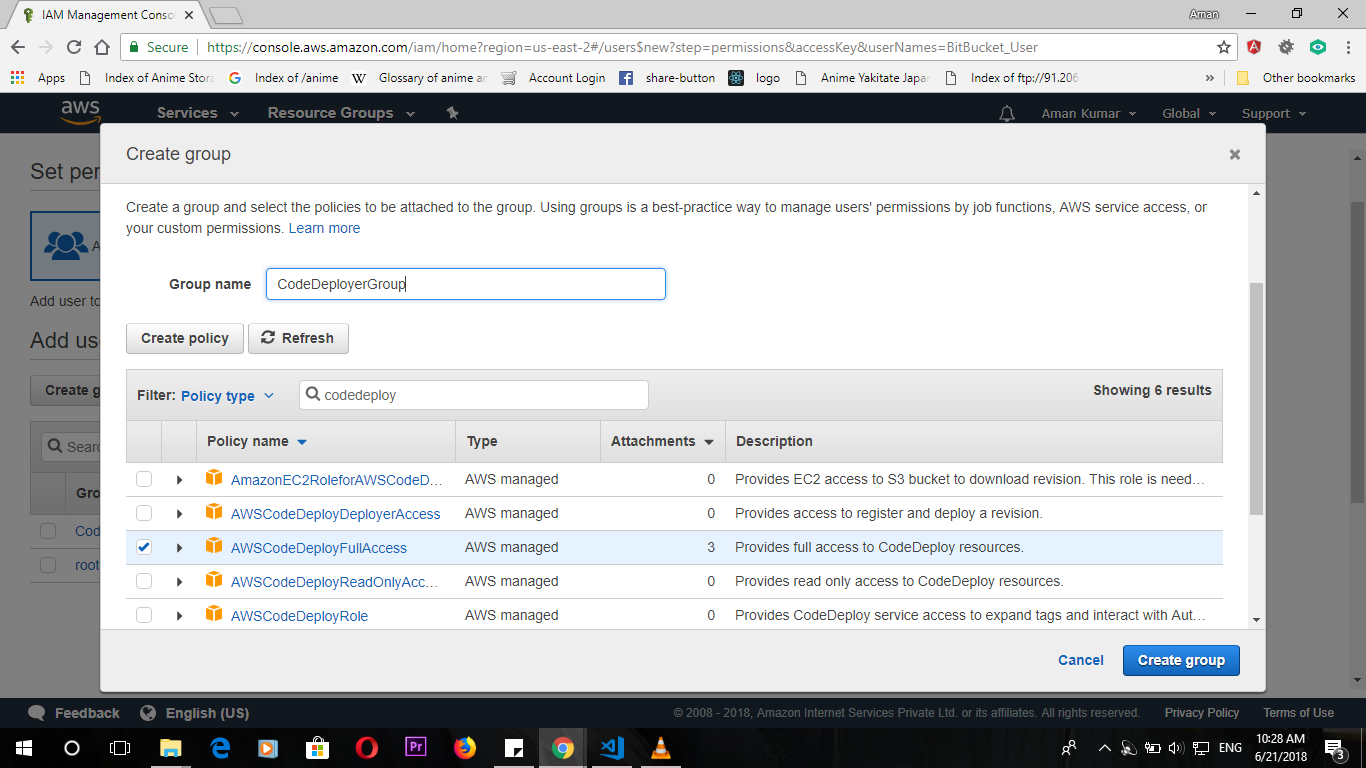 IAM Management Conso
Aman
Secure
https://console.aws.amazon.com/iam/home?region=us-east-2#/users$new?step=permissions&accessKey&userNames=BitBucket_User
Apps
Index of Anime Stora
Index of /anime
Glossary of anime an
Account Login
share-button
logo
Anime Yakitate Japan
Index of ftp://91.206
»
Other bookmarks
aws
Services
Resource Groups
Aman Kumar
Global
Support
Set per
Create group
Create a group and select the policies to be attached to the group. Using groups is a best-practice way to manage users' permissions by job functions, AWS service access, or
your custom permissions. Learn more
A
Add user to
Group name
CodeDeployerGroup
Add us
Create policy
Refresh
Create g
Filter: Policy type
codedeploy
Showing 6 results
Searc
Policy name
Type
Attachments
Description
Gro
AmazonEC2RoleforAWSCodeD…
AWS managed
0
Provides EC2 access to S3 bucket to download revision. This role is need…
AWSCodeDeployDeployerAccess
AWS managed
0
Provides access to register and deploy a revision.
Cod
AWSCodeDeployFullAccess
AWS managed
3
Provides full access to CodeDeploy resources.
root
AWSCodeDeployReadOnlyAcc…
AWS managed
0
Provides read only access to CodeDeploy resources.
AWSCodeDeployRole
AWS managed
0
Provides CodeDeploy service access to expand tags and interact with Aut…
Cancel
Create group
Feedback
English (US)
© 2008 - 2018, Amazon Internet Services Private Ltd. or its affiliates. All rights reserved.
Privacy Policy
Terms of Use
Pr
ENG
10:28 AM
6/21/2018
3